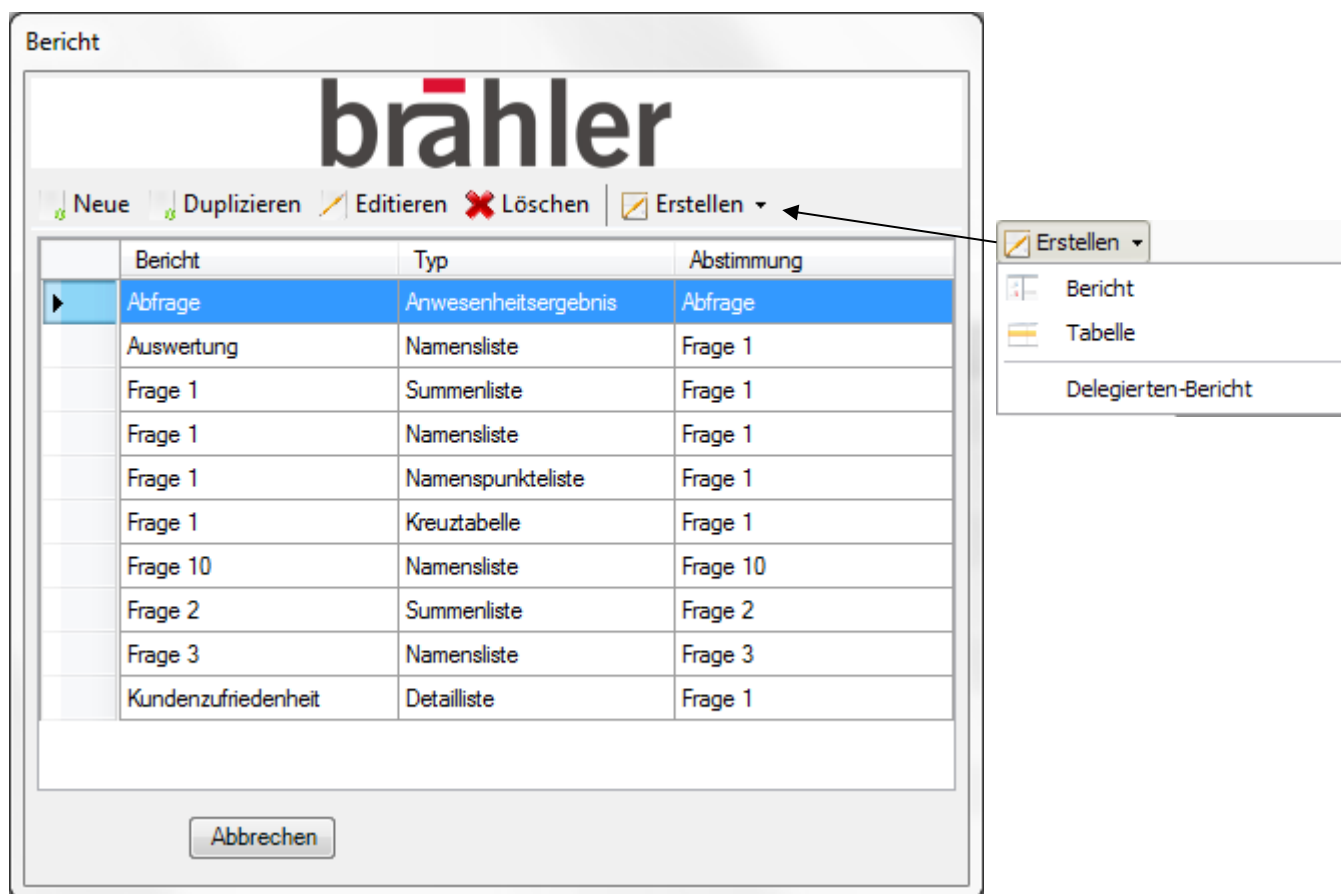 Bericht
brähler
Neue Duplizieren Editieren Löschen Erstellen
Bericht Typ Abstimmung
Abfrage Anwesenheitsergebnis Abfrage
Auswertung Namensliste Frage 1
Frage 1 Summenliste Frage 1
Frage 1 Namensliste Frage 1
Frage 1 Namenspunkteliste Frage 1
Frage 1 Kreuztabelle Frage 1
Frage 10 Namensliste Frage 10
Frage 2 Summenliste Frage 2
Frage 3 Namensliste Frage 3
Kundenzufriedenheit Detailliste Frage 1
Abbrechen
Erstellen
Bericht
Tabelle
Delegierten-Bericht